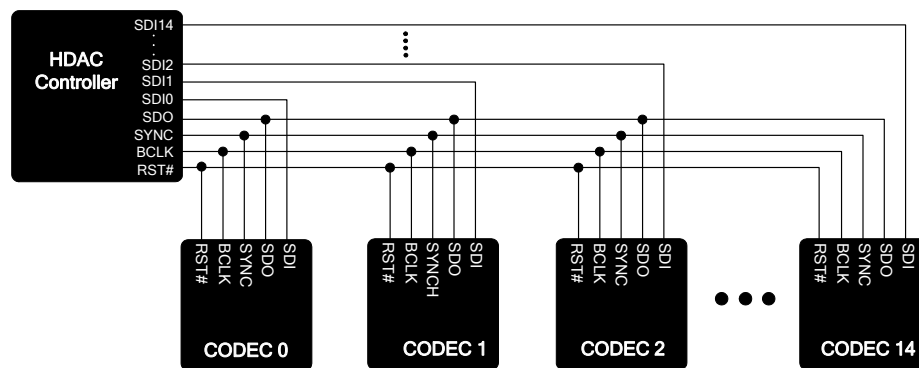 SDI14
HDAC
Controller
SDI2
SDI1
SDI0
SDO
SYNC
BCLK
RST#
RST#
BCLK
SYNC
SDO
SDI
CODEC 0
RST#
BCLK
SYNCH
SDO
SDI
CODEC 1
RST#
BCLK
SYNC
SDO
SDI
CODEC 2
RST#
BCLK
SYNC
SDO
SDI
CODEC 14